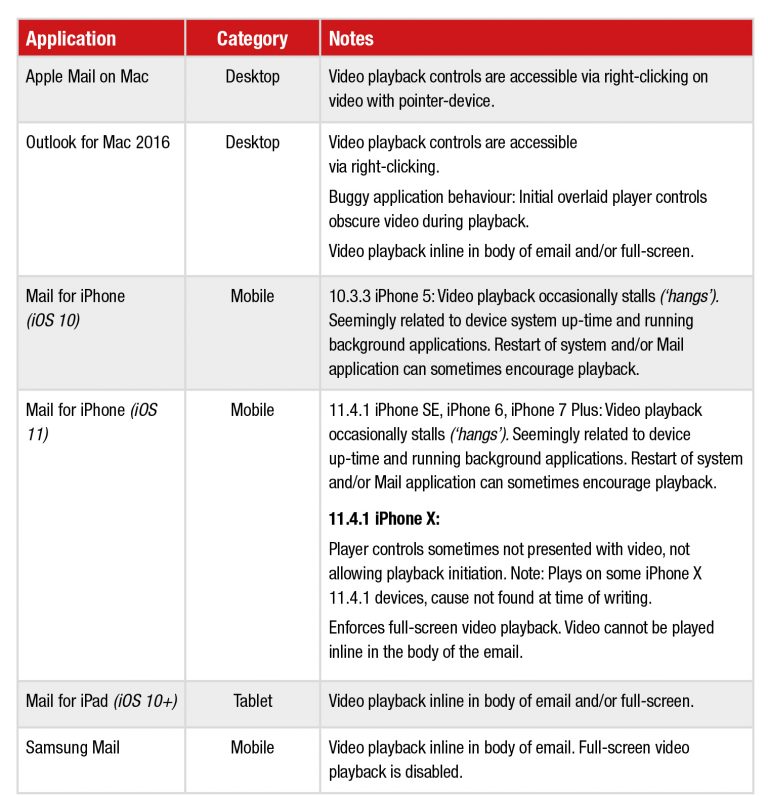 Application Category Notes
Apple Mail on Mac Desktop Video playback controls are accessible via right-clicking on
video with pointer-device.
Outlook for Mac 2016 Desktop Video playback controls are accessible
via right-clicking.
Buggy application behaviour: Initial overlaid player controls
obscure video during playback.
Video playback inline in body of email and/or full-screen.
Mail for iPhone Mobile 10.3.3 iPhone 5: Video playback occasionally stalls (‘hangs’).
(iOS 10) Seemingly related to device system up-time and running
background applications. Restart of system and/or Mail
application can sometimes encourage playback.
Mail for iPhone (iOS Mobile 11.4.1 iPhone SE, iPhone 6, iPhone 7 Plus: Video playback
11) occasionally stalls (‘hangs’). Seemingly related to device
up-time and running background applications. Restart of system
and/or Mail application can sometimes encourage playback.
11.4.1 iPhone X:
Player controls sometimes not presented with video, not
allowing playback initiation. Note: Plays on some iPhone X
11.4.1 devices, cause not found at time of writing.
Enforces full-screen video playback. Video cannot be played
inline in the body of the email.
Mail for iPad (iOS 10+) Tablet Video playback inline in body of email and/or full-screen.
Samsung Mail Mobile Video playback inline in body of email. Full-screen video
playback is disabled.